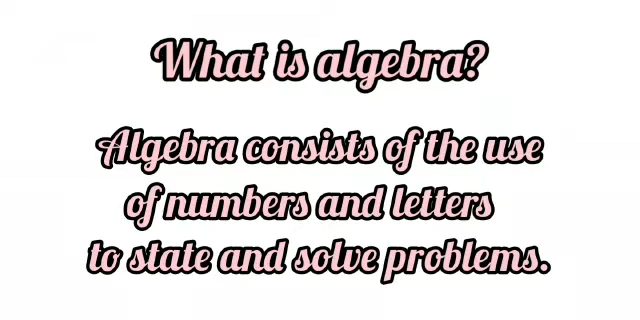 What is algebra?
Algebra consists of the use
of numbers and letters
to state and solve problems.